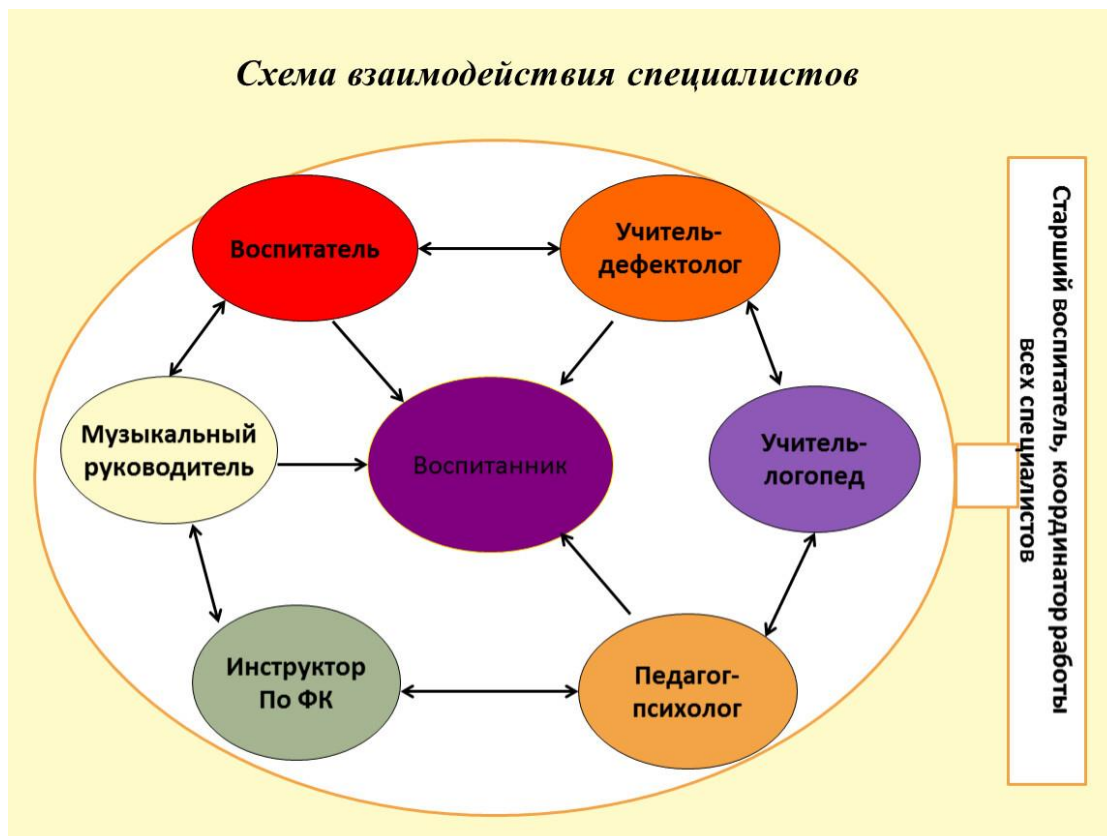 Схема взаимодействия специалистов
Воспитатель
Учитель-
дефектолог
Музыкальный
руководитель
Воспитанник
Учитель-
логопед
Инструктор
По ФК
Педагог-
психолог
Старший воспитатель, координатор работы
всех специалистов